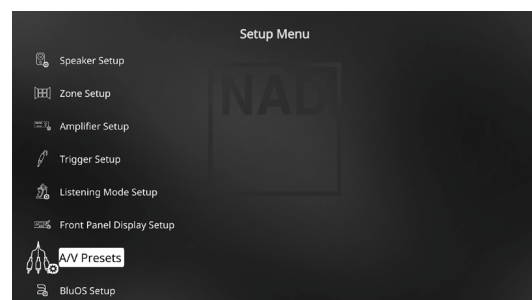 Setup Menu
NAD
Speaker Setup
Zone Setup
Amplifier Setup
Trigger Setup
Listening Mode Setup
Front Panel Display Setup
A/V Presets
BluOS Setup